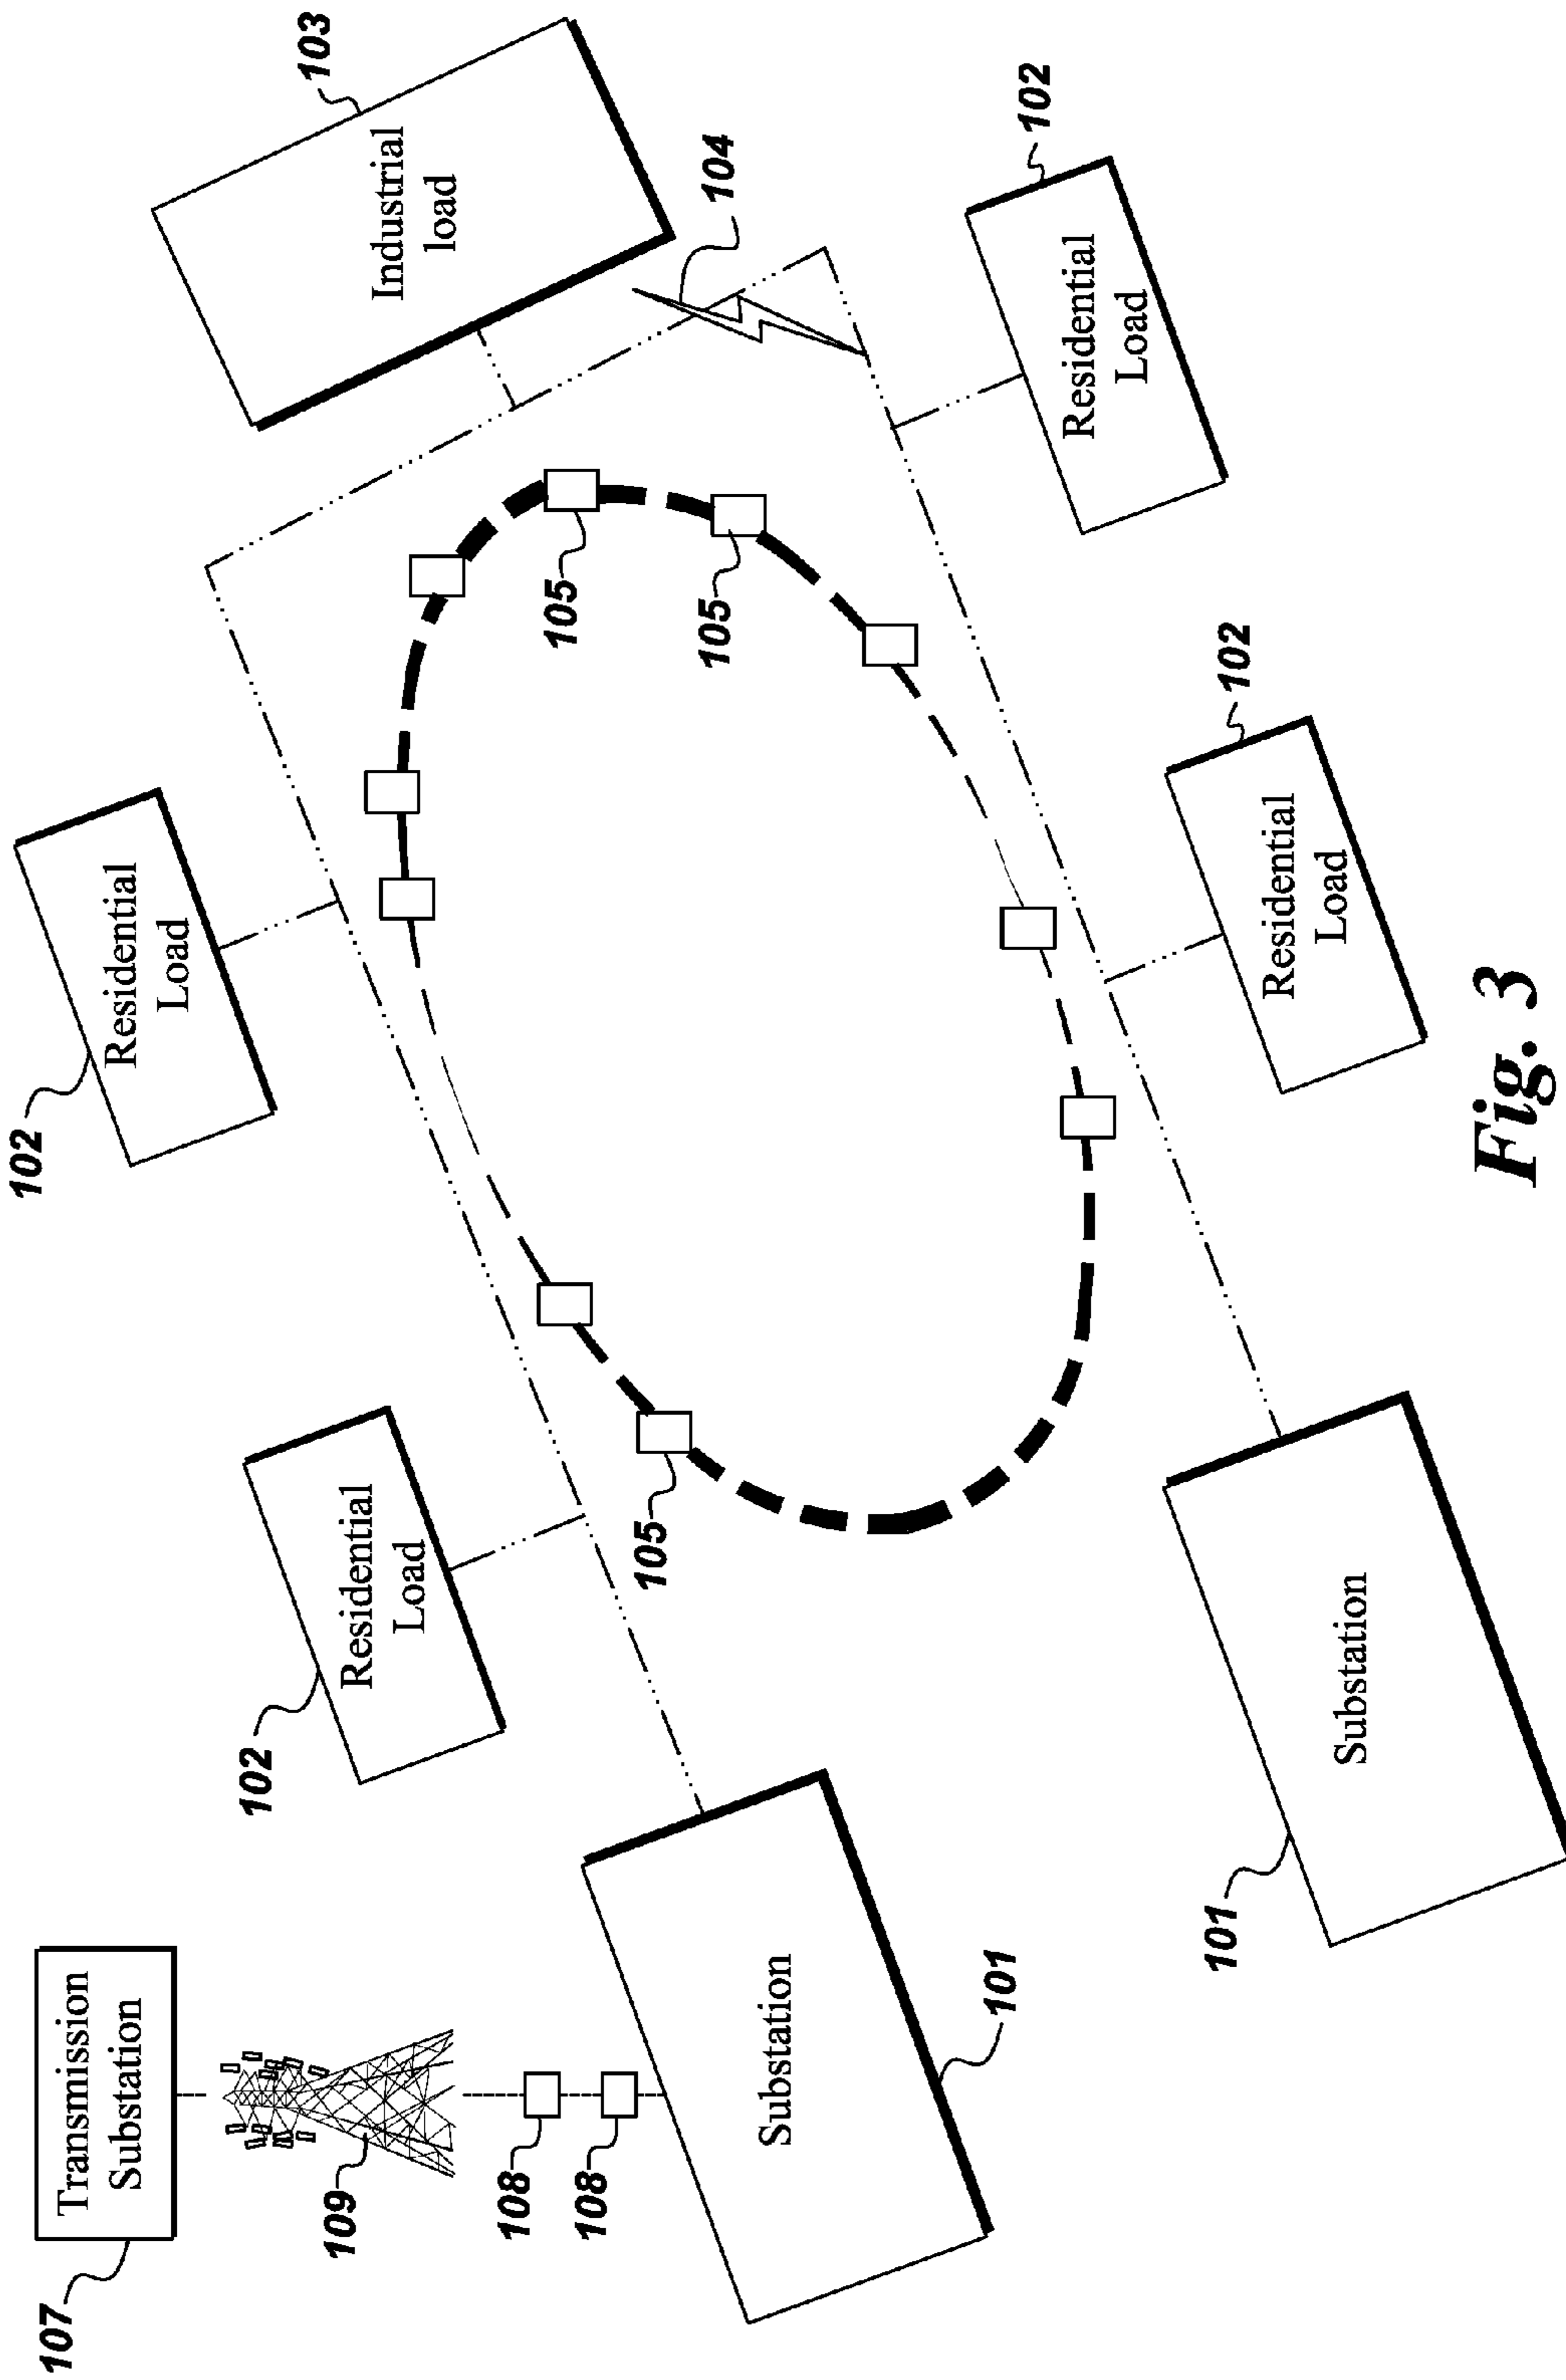 107
Transmission
Substation
109
108
108
Substation
101
102
Residential
Load
102
Residential
Load
105
105
105
103
Industrial
load
104
102
Residential
Load
102
Residential
Load
101
Substation
Fig. 3